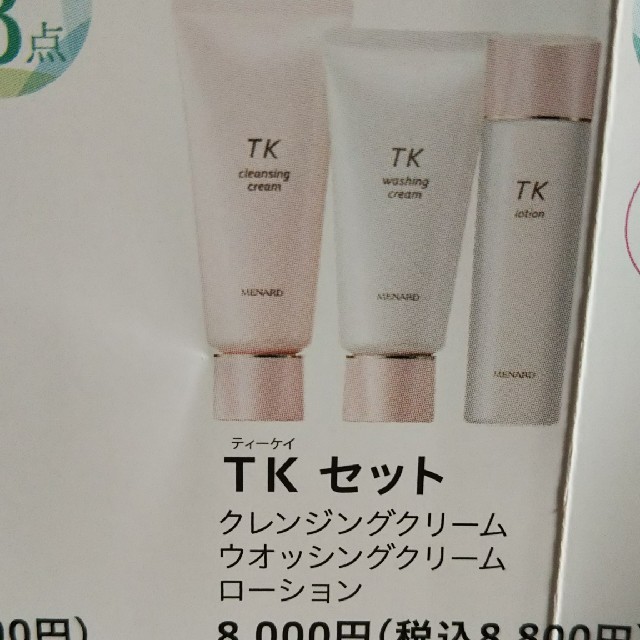 3点
TK
cleansing
cream
MENARD
TK
washing
cream
MENARD
TK
lotion
MENARD
ティーケイ
TK セット
クレンジングクリーム
ウオッシングクリーム
ローション
00円)
8,000円(税込8,800円